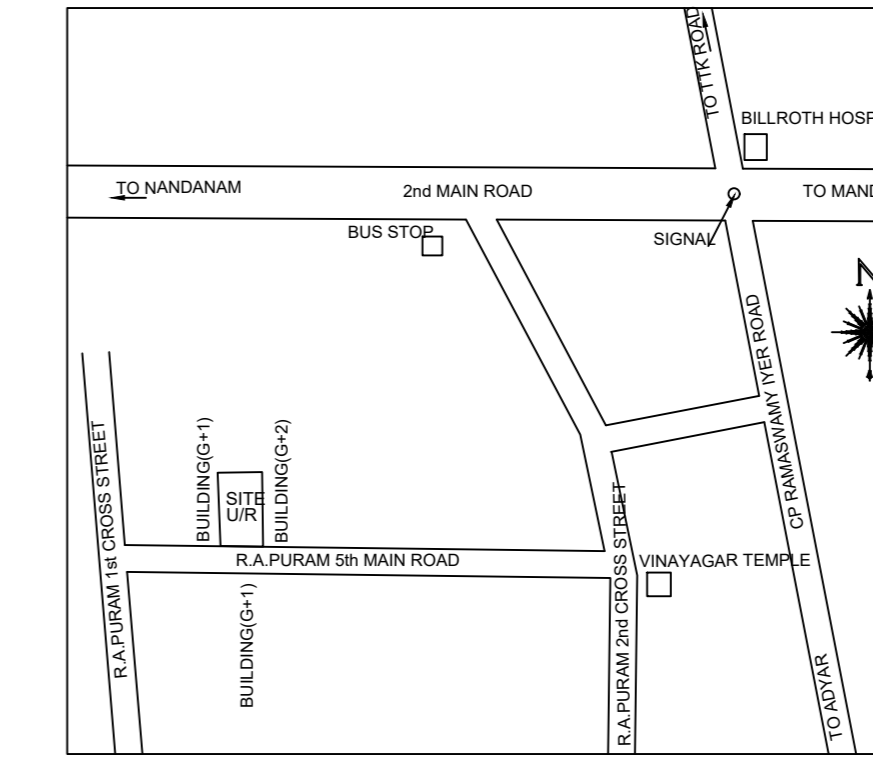 TO TTK ROAD
BILLROTH HOSP
TO NANDANAM
2nd MAIN ROAD
TO MAND
BUS STOP
SIGNAL
N
CP RAMASWAMY IYER ROAD
R.A.PURAM 1st CROSS STREET
BUILDING(G+1)
SITE
U/R
BUILDING(G+2)
R.A.PURAM 5th MAIN ROAD
R.A.PURAM 2nd CROSS STREET
VINAYAGAR TEMPLE
BUILDING(G+1)
TO ADYAR